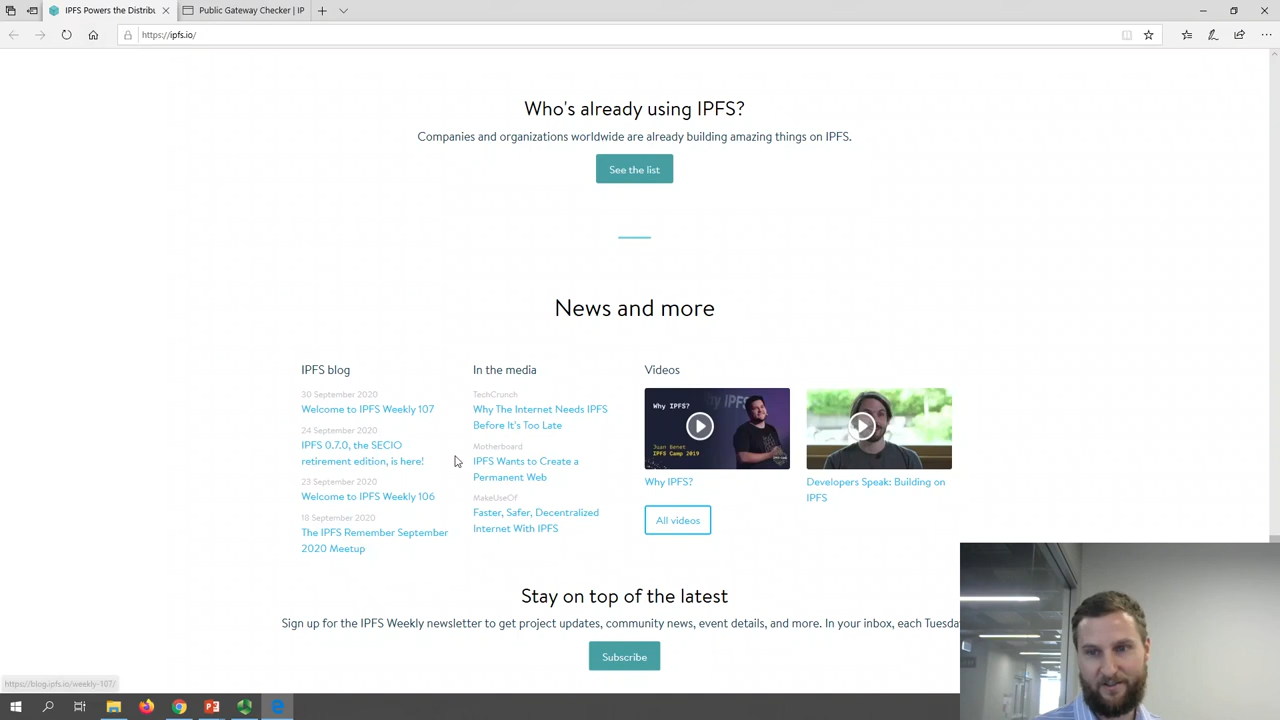 IPFS Powers the Distribu
Public Gateway Checker | IP
https://ipfs.io/
Who's already using IPFS?
Companies and organizations worldwide are already building amazing things on IPFS.
See the list
News and more
IPFS blog
30 September 2020
Welcome to IPFS Weekly 107
24 September 2020
IPFS 0.7.0, the SECIO
retirement edition, is here!
23 September 2020
Welcome to IPFS Weekly 106
18 September 2020
The IPFS Remember September
2020 Meetup
In the media
TechCrunch
Why The Internet Needs IPFS
Before It's Too Late
Motherboard
IPFS Wants to Create a
Permanent Web
MakeUseOf
Faster, Safer, Decentralized
Internet With IPFS
Videos
Why IPFS?
Juan Benet
IPFS Camp 2019
Why IPFS?
Developers Speak: Building on
IPFS
All videos
Stay on top of the latest
Sign up for the IPFS Weekly newsletter to get project updates, community news, event details, and more. In your inbox, each Tuesda
Subscribe
https://blog.ipfs.io/weekly-107/